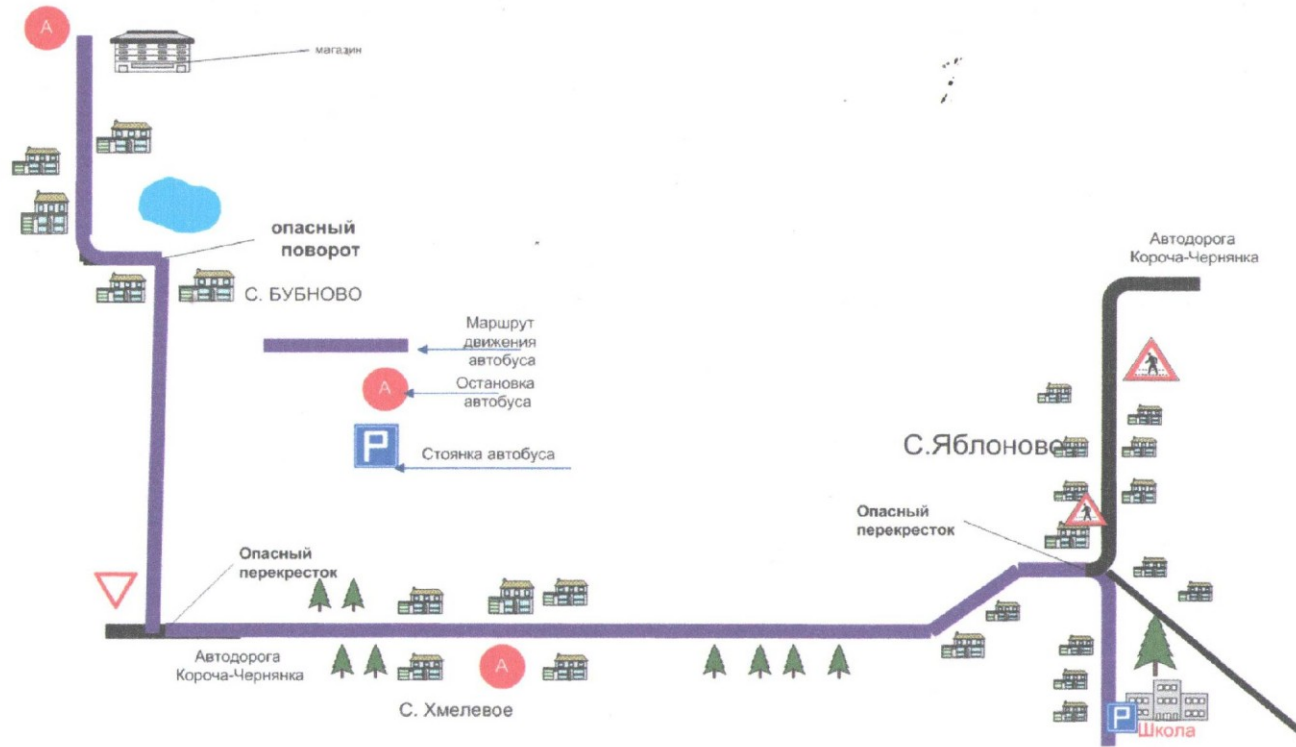 А
магазин
опасный
поворот
С. БУБНОВО
Автодорога
Короча-Чернянка
Маршрут
движения
автобуса
А
Остановка
автобуса
P
Стоянка автобуса
С.Яблоново
Опасный
перекресток
Опасный
перекресток
Автодорога
Короча-Чернянка
А
С. Хмелевое
P
Школа